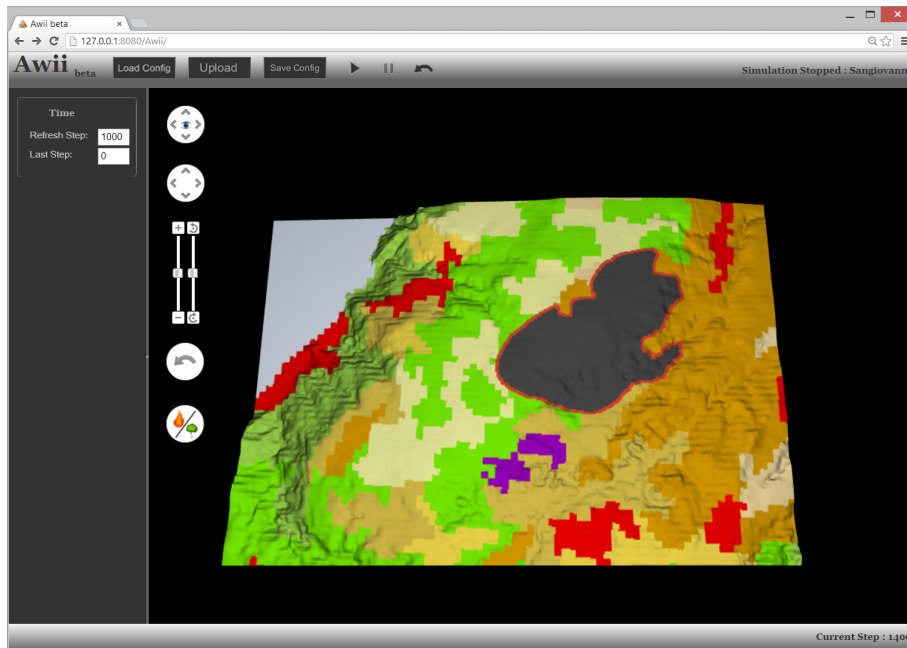 Awii beta
127.0.0.1:8080/Awii/
Awii beta
Load Config
Upload
Save Config
Simulation Stopped : Sangiovann
Time
Refresh Step: 1000
Last Step: 0
Current Step : 1400